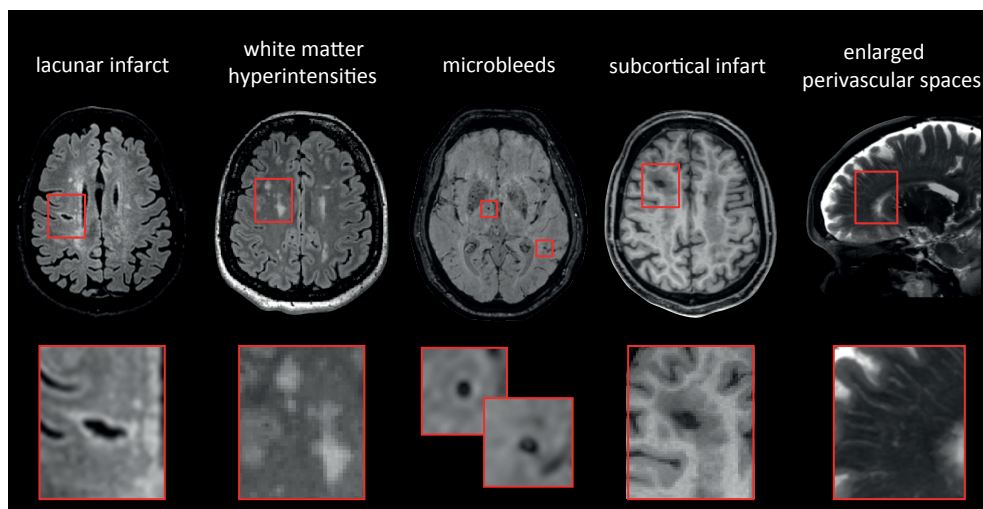 lacunar infarct
white matter
hyperintensities
microbleeds
subcortical infart
enlarged
perivascular spaces